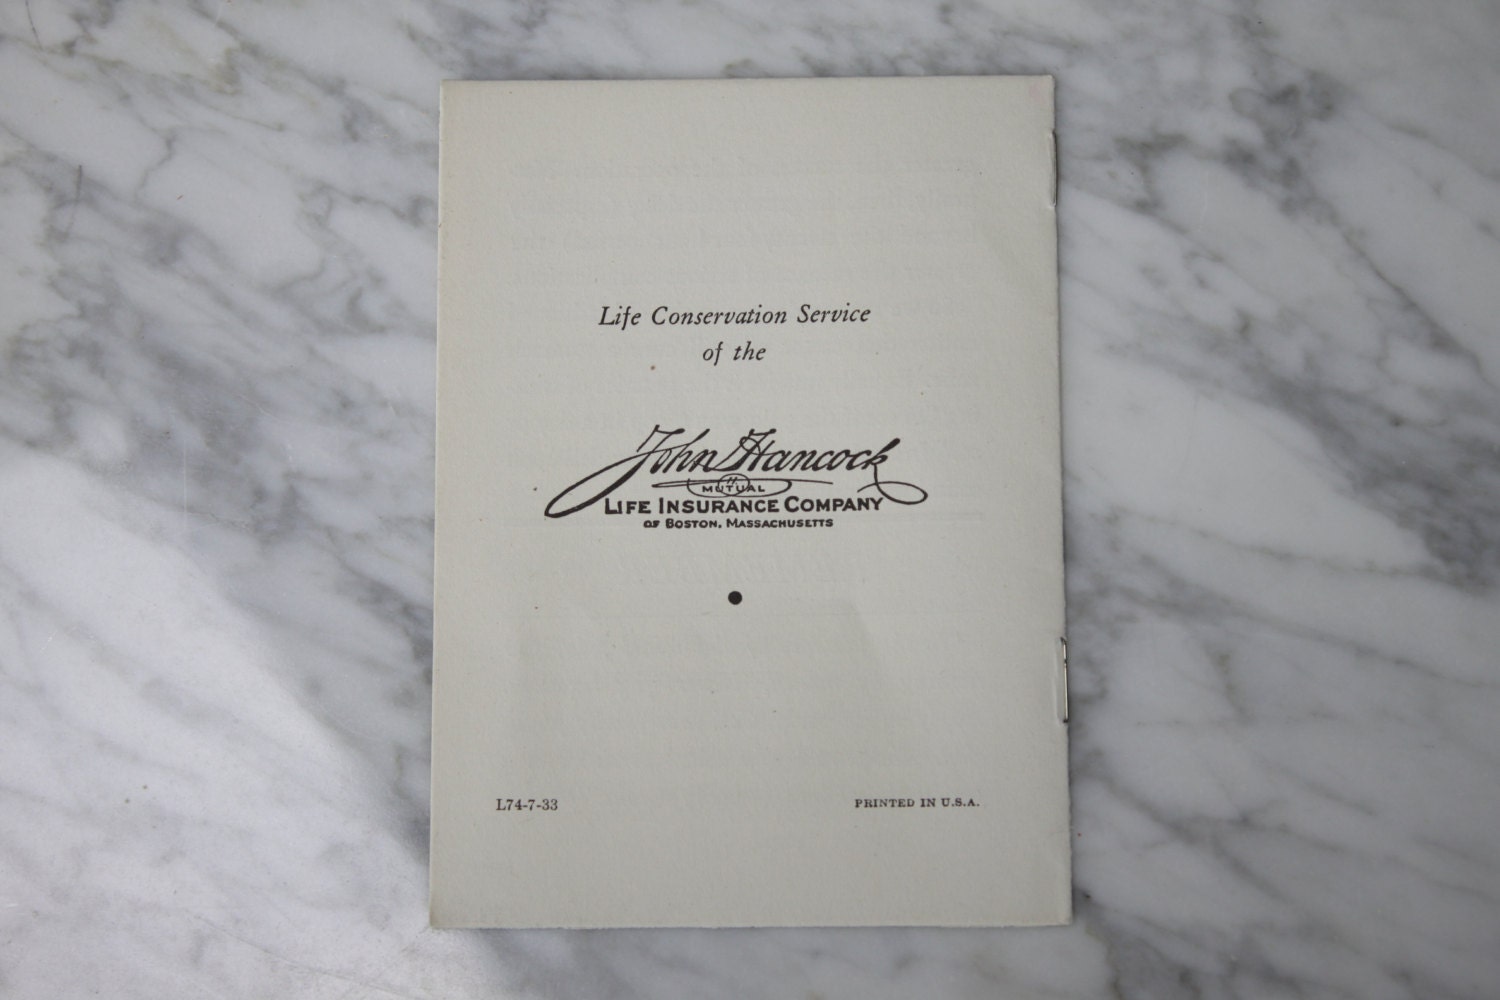 Life Conservation Service
of the
John Hancock
MUTUAL
LIFE INSURANCE COMPANY
OF BOSTON, MASSACHUSETTS
L74-7-33
PRINTED IN U.S.A.